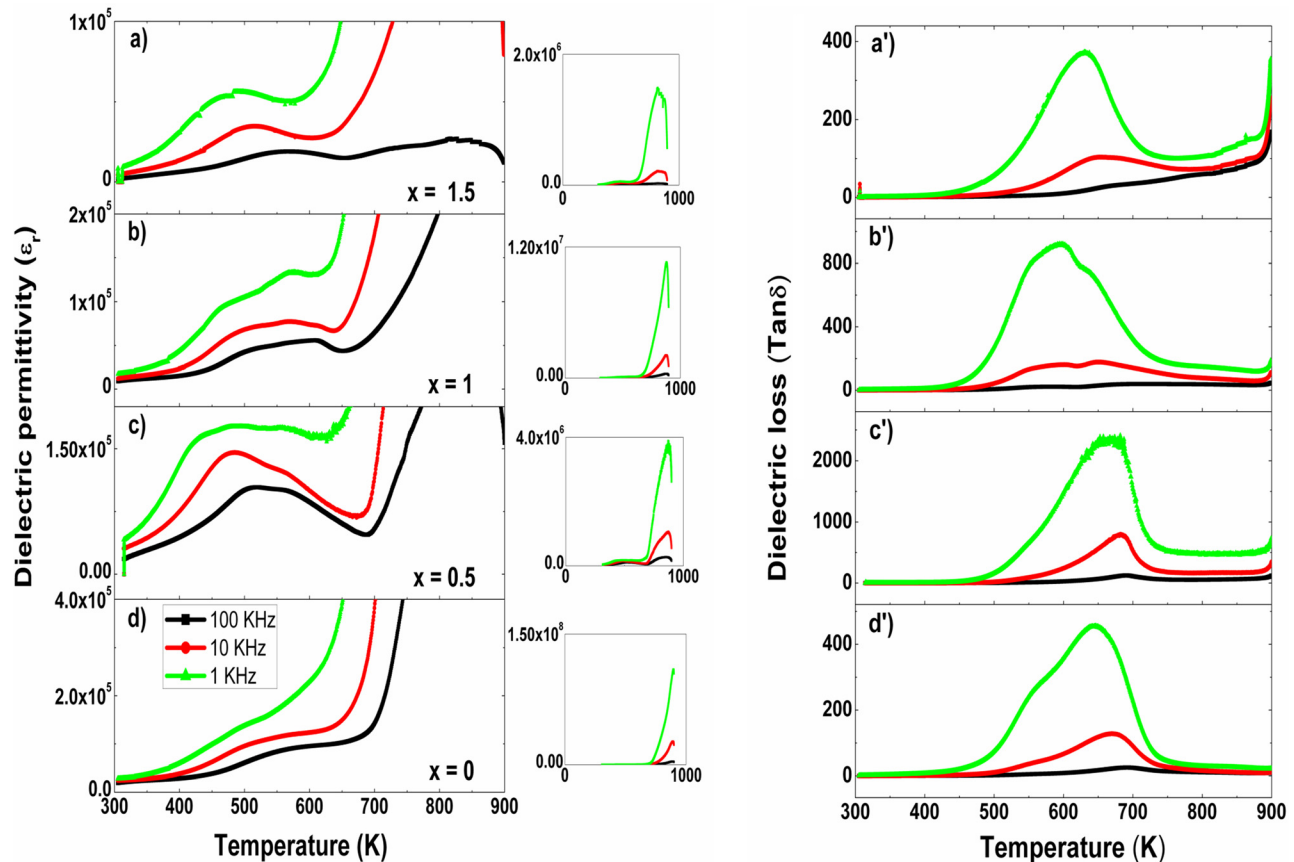 Dielectric permittivity (εr)
a)
1x10^5
0
x = 1.5
2.0x10^6
0.0
0
1000
b)
2x10^5
1x10^5
0
x = 1
1.20x10^7
0.00
0
1000
c)
1.50x10^5
0.00
x = 0.5
4.0x10^6
0.0
0
1000
d)
4.0x10^5
2.0x10^5
0.0
100 KHz
10 KHz
1 KHz
x = 0
1.50x10^8
0.00
0
1000
300 400 500 600 700 800 900
Temperature (K)
Dielectric loss (Tanδ)
a')
400
200
0
b')
800
400
0
c')
2000
1000
0
d')
400
200
0
300 400 500 600 700 800 900
Temperature (K)